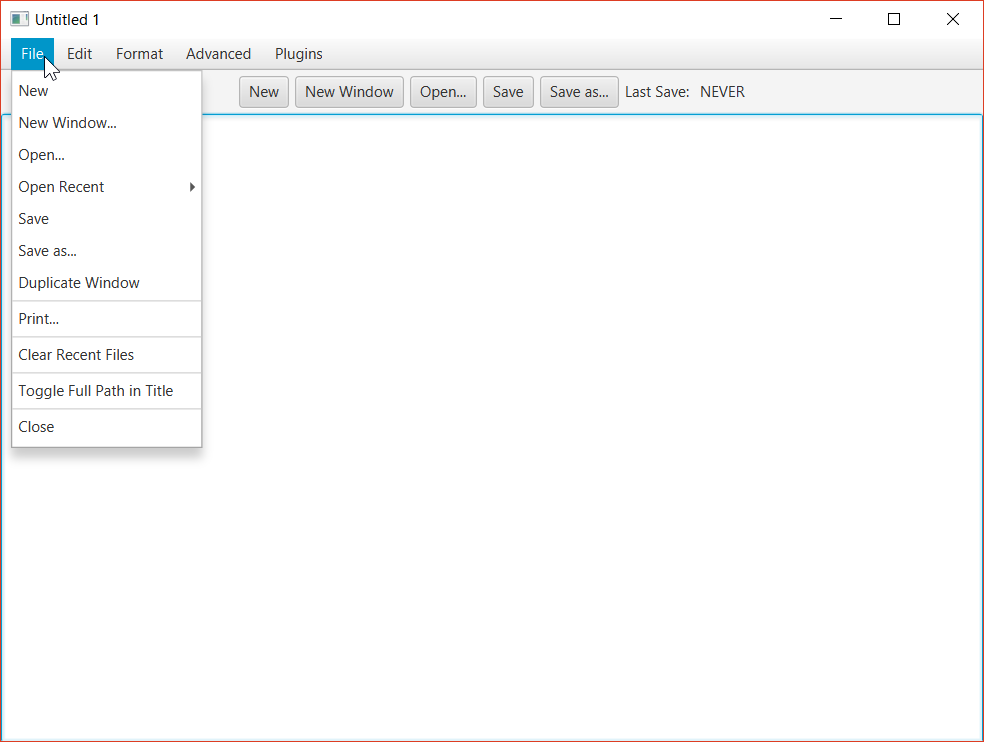 Untitled 1
File Edit Format Advanced Plugins
New New Window Open... Save Save as... Last Save: NEVER
New
New Window...
Open...
Open Recent
Save
Save as...
Duplicate Window
Print...
Clear Recent Files
Toggle Full Path in Title
Close